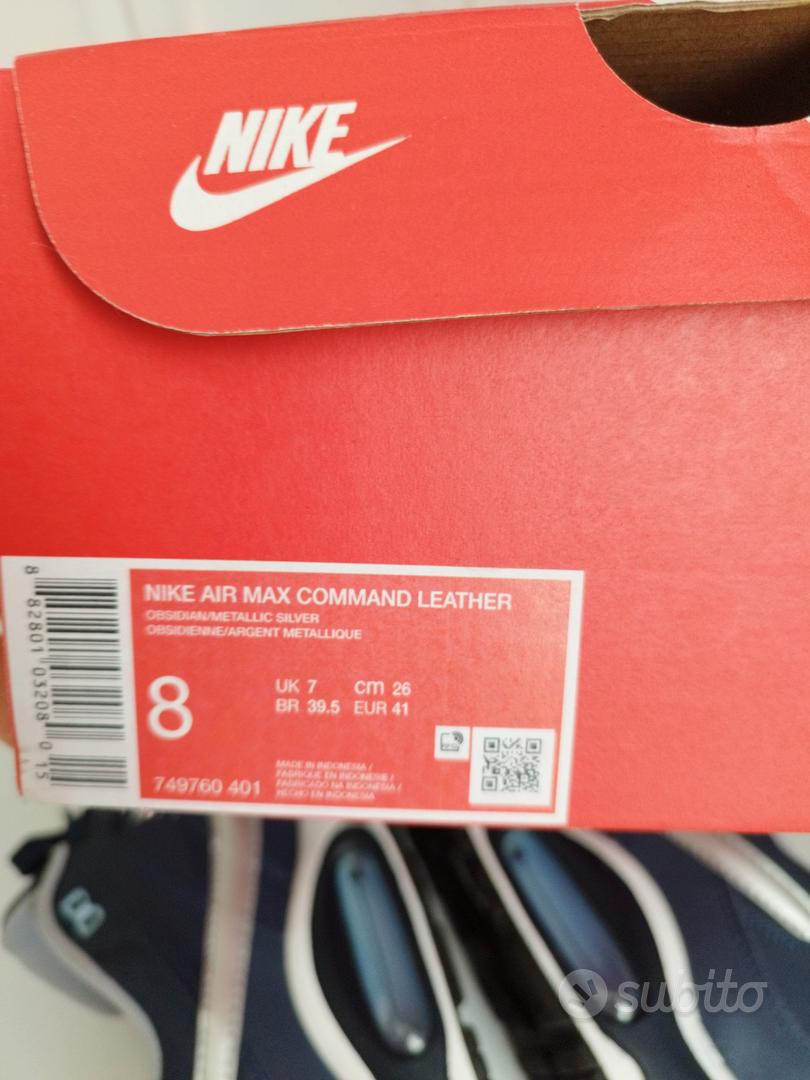 NIKE
NIKE AIR MAX COMMAND LEATHER
OBSIDIAN/METALLIC SILVER
OBSIDIENNE/ARGENT METALLIQUE
8
UK 7 cm 26
BR 39.5 EUR 41
749760 401
MADE IN INDONESIA /
FABRIQUE EN INDONESIE /
FABRICADO NA INDONESIA /
HECHO EN INDONESIA
8 82801 03208 0 15
subito